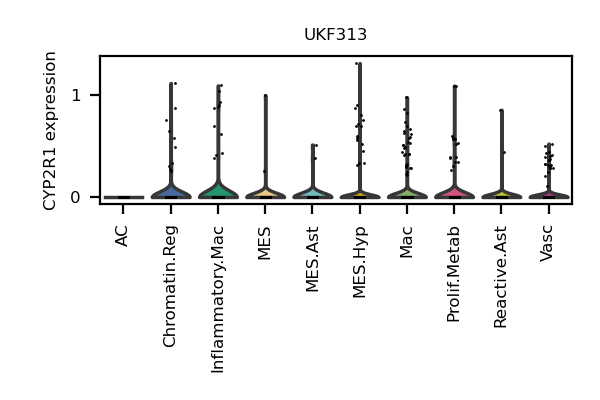 UKF313
CYP2R1 expression
1
0
AC
Chromatin.Reg
Inflammatory.Mac
MES
MES.Ast
MES.Hyp
Mac
Prolif.Metab
Reactive.Ast
Vasc